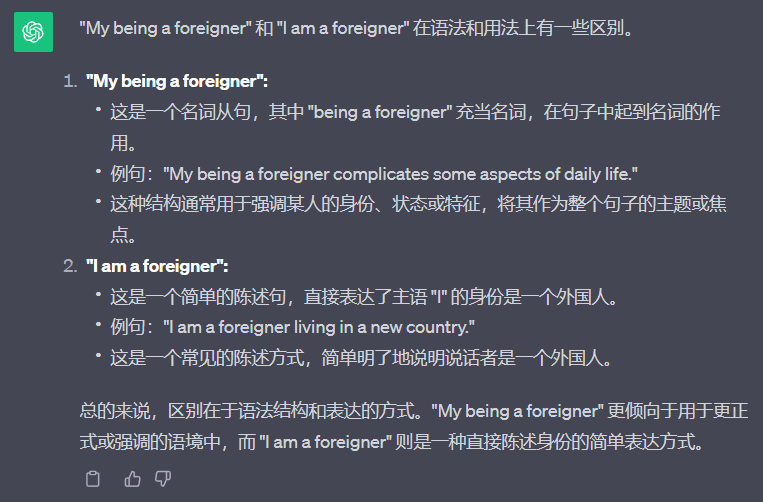 "My being a foreigner" 和 "I am a foreigner" 在语法和用法上有一些区别。
1. "My being a foreigner":
• 这是一个名词从句，其中 "being a foreigner" 充当名词，在句子中起到名词的作
用。
• 例句："My being a foreigner complicates some aspects of daily life."
• 这种结构通常用于强调某人的身份、状态或特征，将其作为整个句子的主题或焦
点。
2. "I am a foreigner":
• 这是一个简单的陈述句，直接表达了主语 "I" 的身份是一个外国人。
• 例句："I am a foreigner living in a new country."
• 这是一个常见的陈述方式，简单明了地说明说话者是一个外国人。
总的来说，区别在于语法结构和表达的方式。"My being a foreigner" 更倾向于用于更正
式或强调的语境中，而 "I am a foreigner" 则是一种直接陈述身份的简单表达方式。